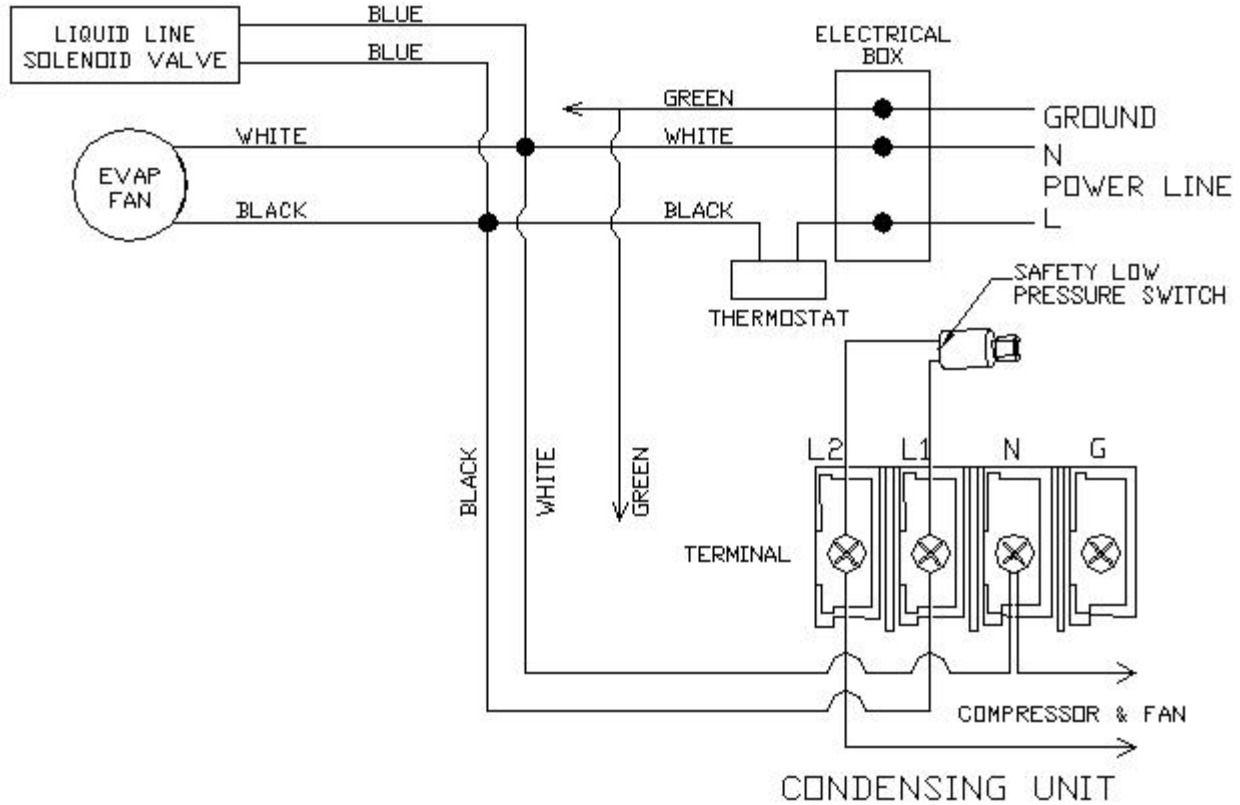 BLUE
LIQUID LINE
SOLENOID VALVE
BLUE
ELECTRICAL
BOX
GREEN
GROUND
WHITE
WHITE
N
EVAP
FAN
POWER LINE
BLACK
BLACK
L
SAFETY LOW
PRESSURE SWITCH
THERMOSTAT
L2
L1
N
G
BLACK
WHITE
GREEN
TERMINAL
COMPRESSOR & FAN
CONDENSING UNIT